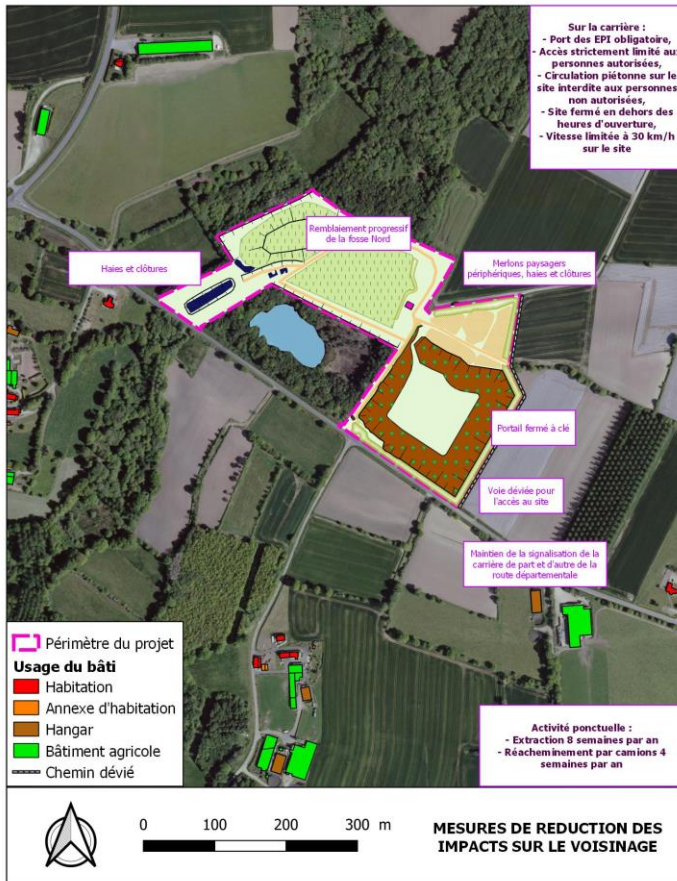 Sur la carrière :
- Port des EPI obligatoire,
- Accès strictement limité aux
personnes autorisées,
- Circulation piétonne sur le
site interdite aux personnes
non autorisées,
- Site fermé en dehors des
heures d'ouverture,
- Vitesse limitée à 30 km/h
sur le site
Remblaiement progressif
de la fosse Nord
Haies et clôtures
Merlons paysagers
périphériques, haies et clôtures
Portail fermé à clé
Voie déviée pour
l'accès au site
Maintien de la signalisation de la
carrière de part et d'autre de la
route départementale
Périmètre du projet
Usage du bâti
Habitation
Annexe d'habitation
Hangar
Bâtiment agricole
Chemin dévié
Activité ponctuelle :
- Extraction 8 semaines par an
- Réacheminement par camions 4
semaines par an
0 100 200 300 m
MESURES DE REDUCTION DES
IMPACTS SUR LE VOISINAGE